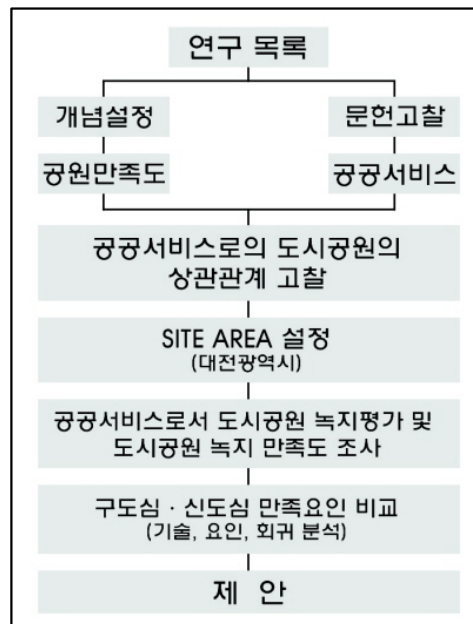 연구 목록
개념설정
문헌고찰
공원만족도
공공서비스
공공서비스로의 도시공원의
상관관계 고찰
SITE AREA 설정
(대전광역시)
공공서비스로서 도시공원 녹지평가 및
도시공원 녹지 만족도 조사
구도심 · 신도심 만족요인 비교
(기술, 요인, 회귀 분석)
제 안